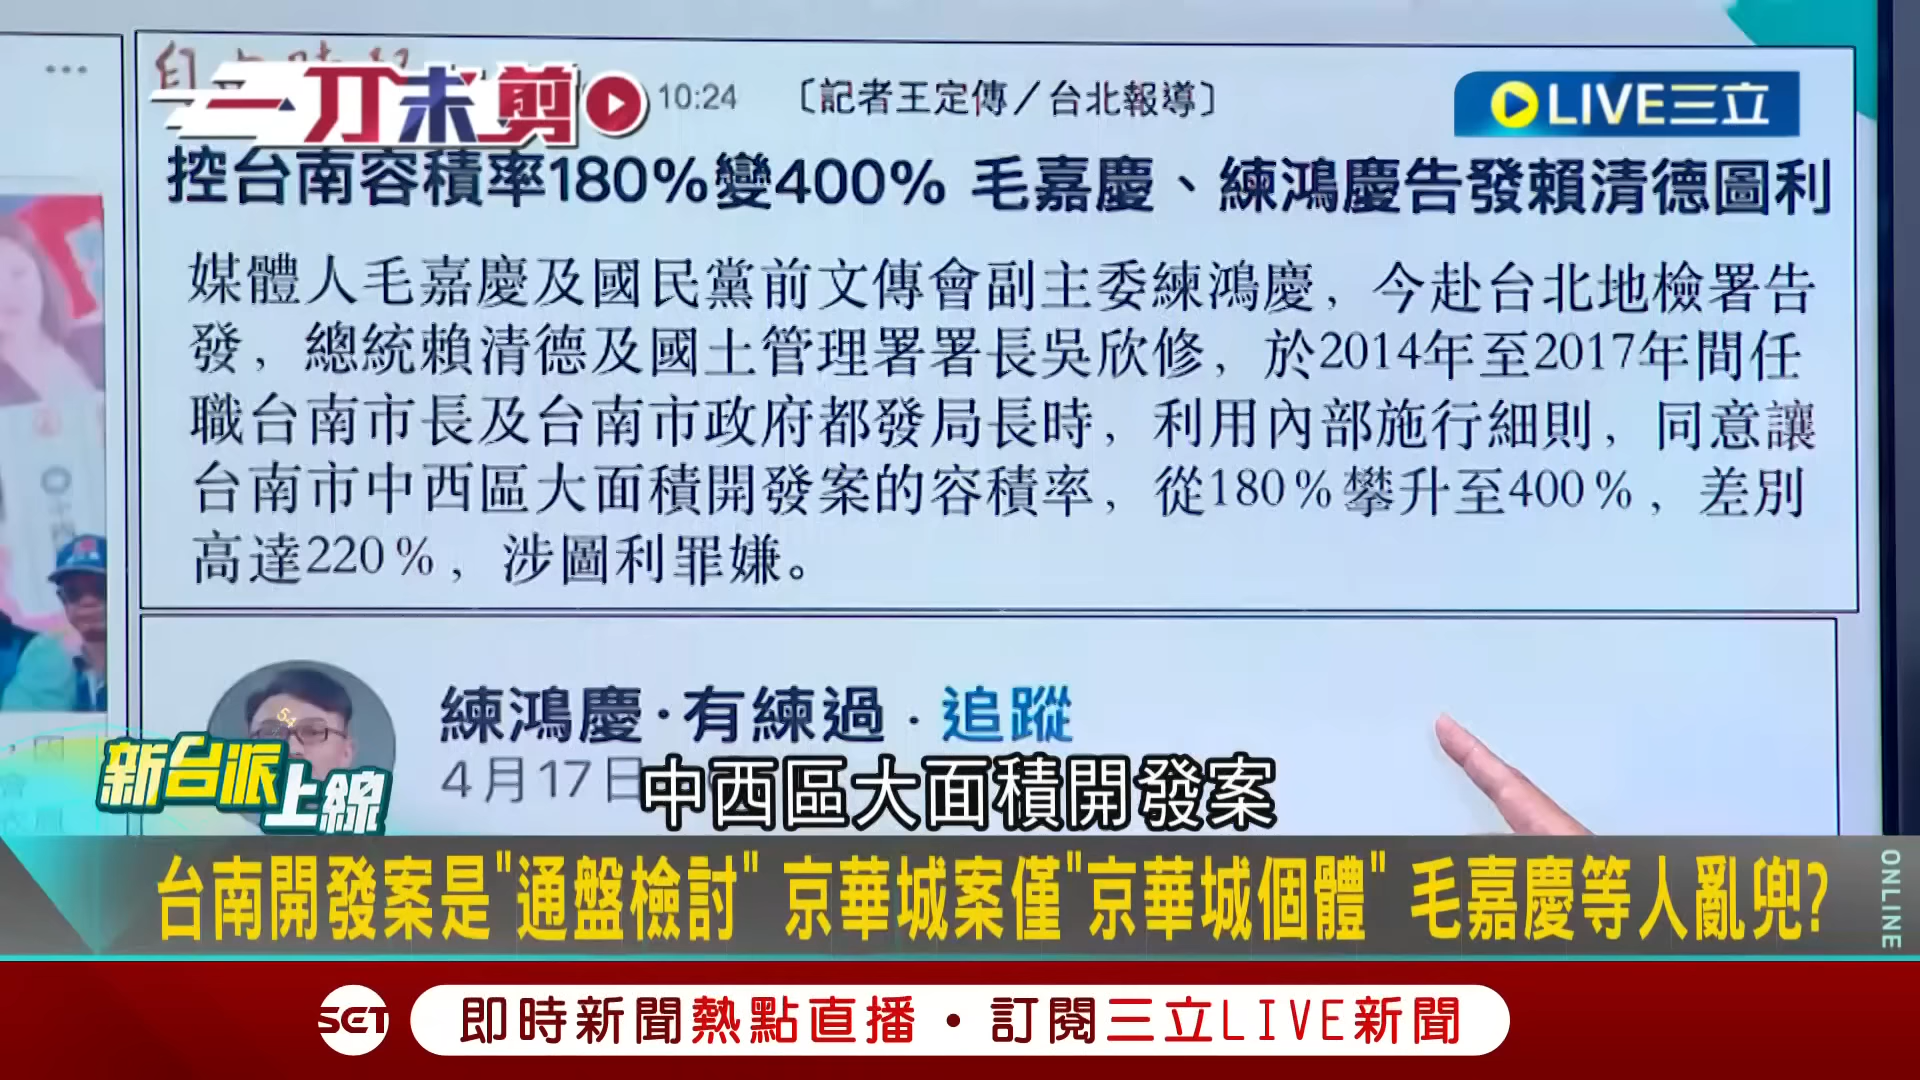 一刀未剪
10:24 〔記者王定傳／台北報導〕
LIVE三立
控台南容積率180%變400% 毛嘉慶、練鴻慶告發賴清德圖利
媒體人毛嘉慶及國民黨前文傳會副主委練鴻慶，今赴台北地檢署告
發，總統賴清德及國土管理署署長吳欣修，於2014年至2017年間任
職台南市長及台南市政府都發局長時，利用內部施行細則，同意讓
台南市中西區大面積開發案的容積率，從180%攀升至400%，差別
高達220%，涉圖利罪嫌。
練鴻慶·有練過 · 追蹤
4月17日
新台派上線
中西區大面積開發案
台南開發案是"通盤檢討" 京華城案僅"京華城個體" 毛嘉慶等人亂兜?
ONLINE
SET
即時新聞熱點直播・訂閱三立LIVE新聞